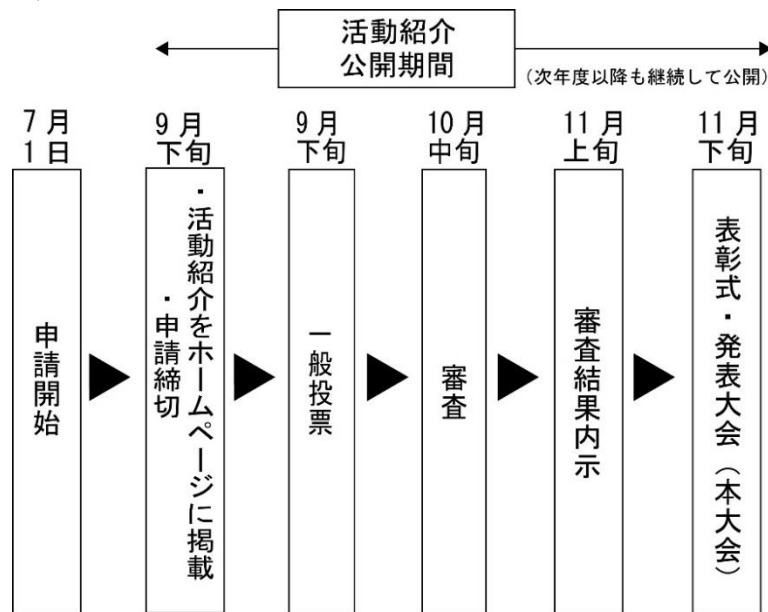 活動紹介
公開期間
(次年度以降も継続して公開)
7月
1日
申請開始
9月
下旬
・活動紹介をホームページに掲載
・申請締切
9月
下旬
一般投票
10月
中旬
審査
11月
上旬
審査結果内示
11月
下旬
表彰式・発表大会(本大会)